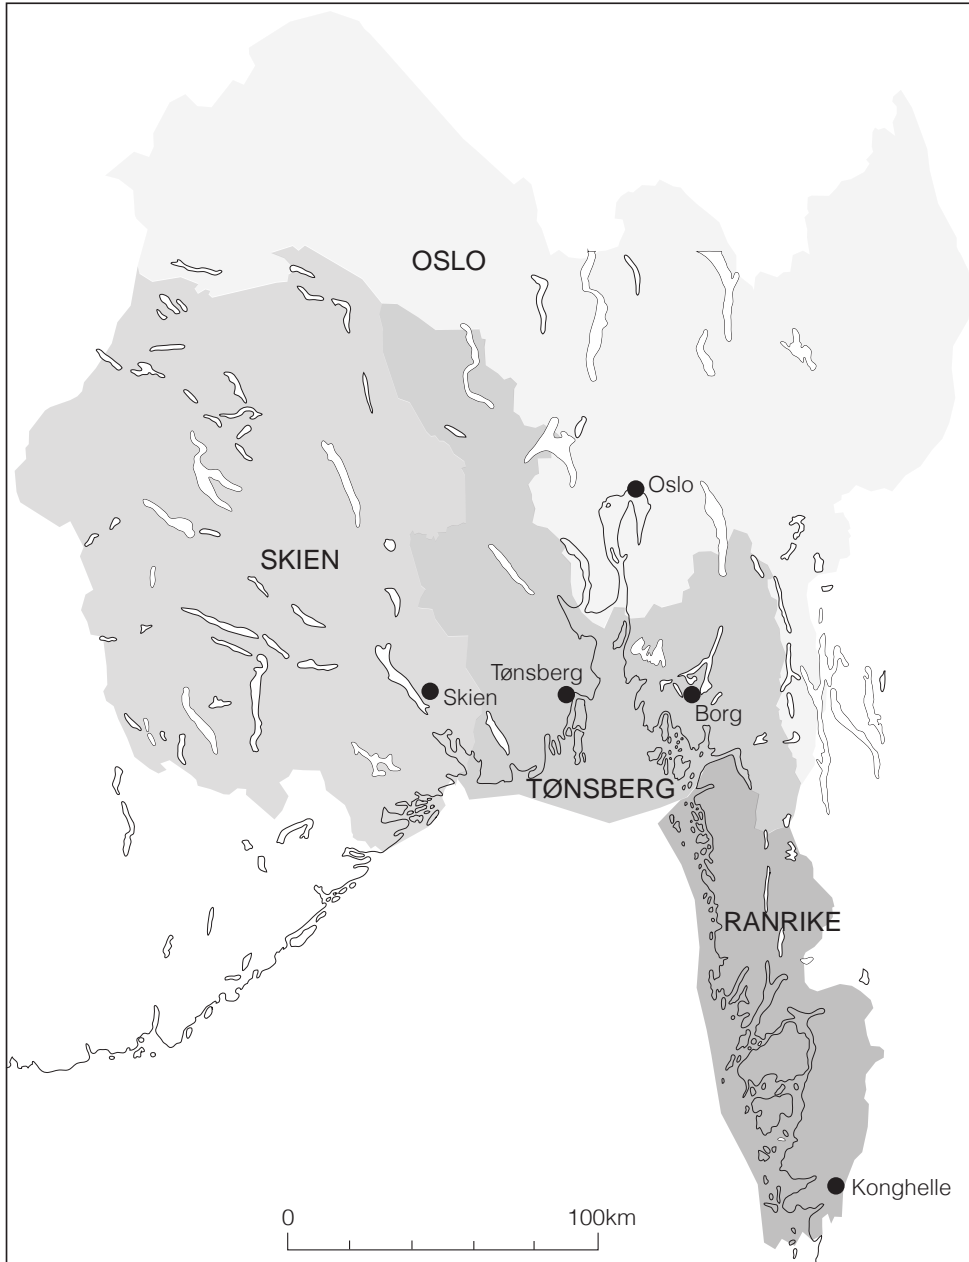 OSLO
Oslo
SKIEN
Tønsberg
Skien
Borg
TØNSBERG
RANRIKE
Konghelle
0 100km